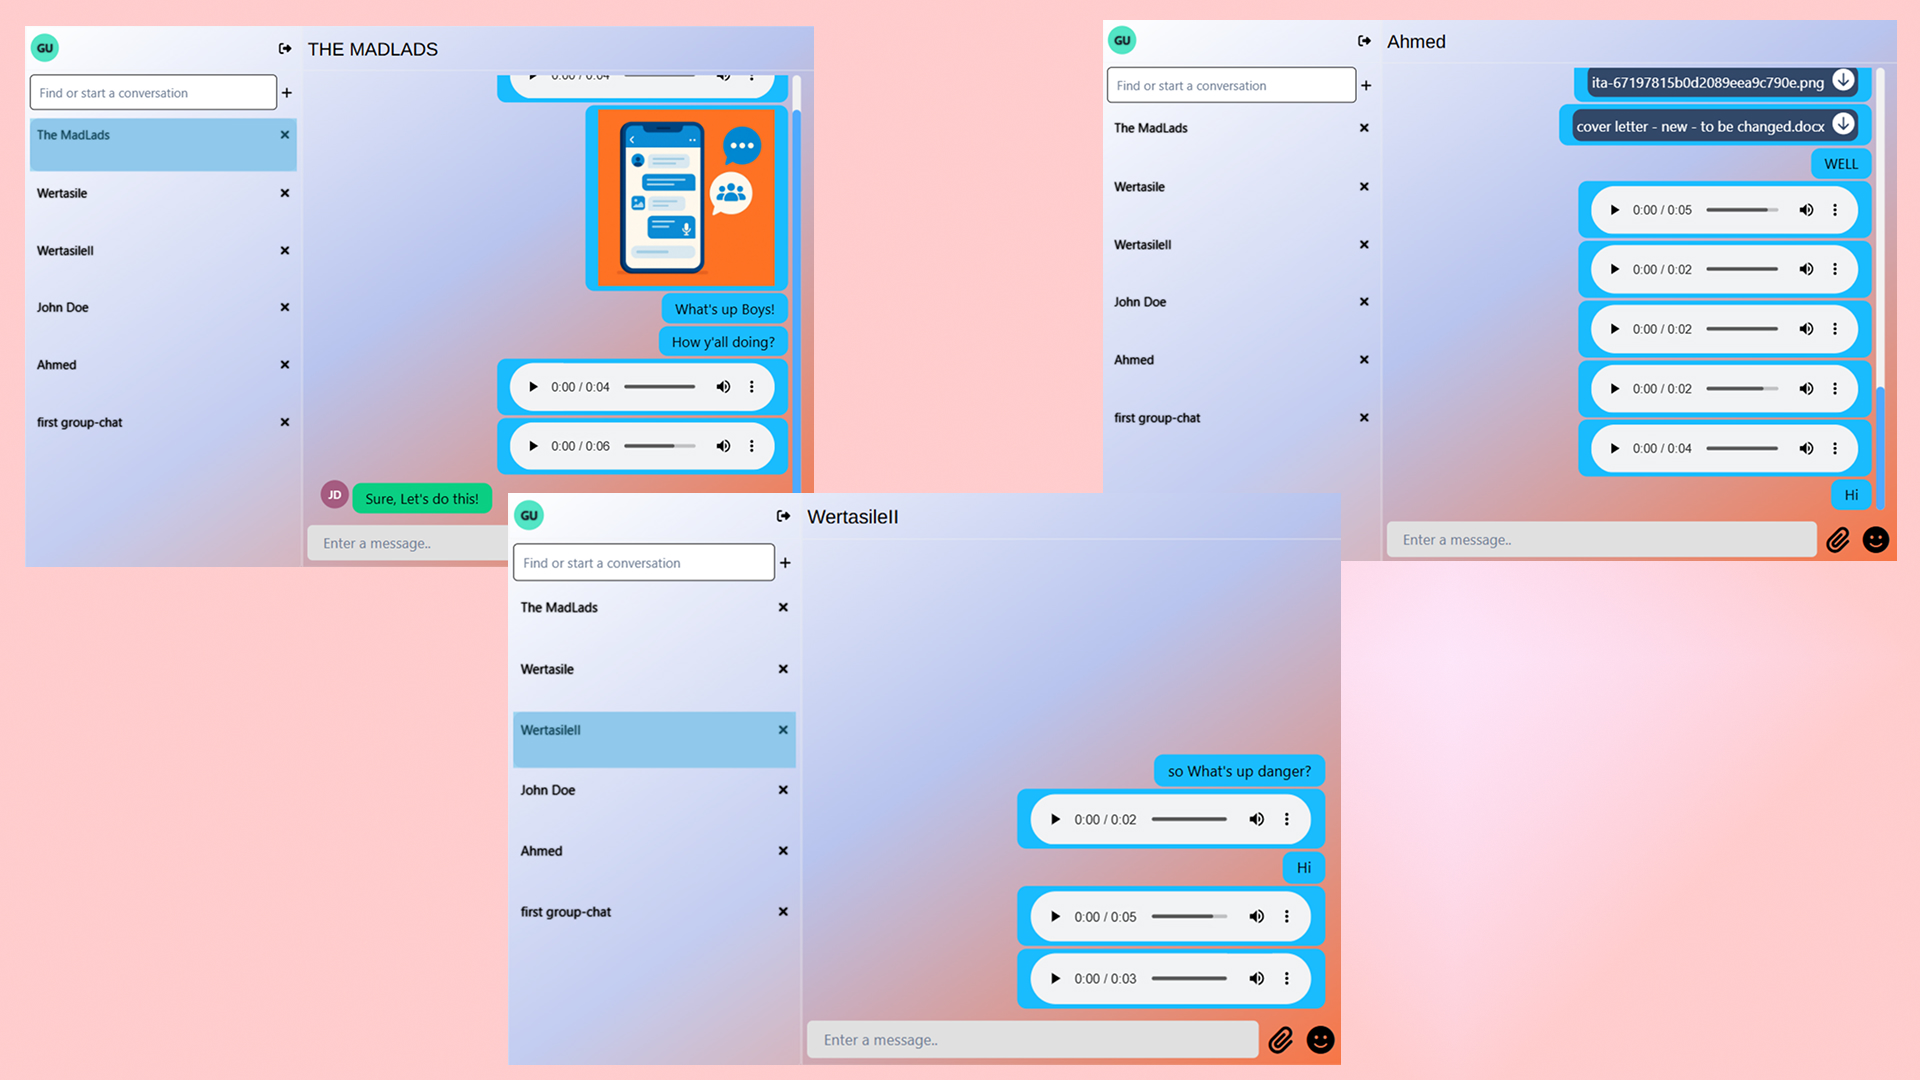 GU
THE MADLADS
Find or start a conversation
The MadLads
Wertasile
WertasileII
John Doe
Ahmed
first group-chat
0:00 / 0:04
What's up Boys!
How y'all doing?
0:00 / 0:04
0:00 / 0:06
JD
Sure, Let's do this!
Enter a message..
GU
Ahmed
Find or start a conversation
The MadLads
Wertasile
WertasileII
John Doe
Ahmed
first group-chat
ita-67197815b0d2089eea9c790e.png
cover letter - new - to be changed.docx
WELL
0:00 / 0:05
0:00 / 0:02
0:00 / 0:02
0:00 / 0:02
0:00 / 0:04
Hi
Enter a message..
GU
WertasileII
Find or start a conversation
The MadLads
Wertasile
WertasileII
John Doe
Ahmed
first group-chat
so What's up danger?
0:00 / 0:02
Hi
0:00 / 0:05
0:00 / 0:03
Enter a message..